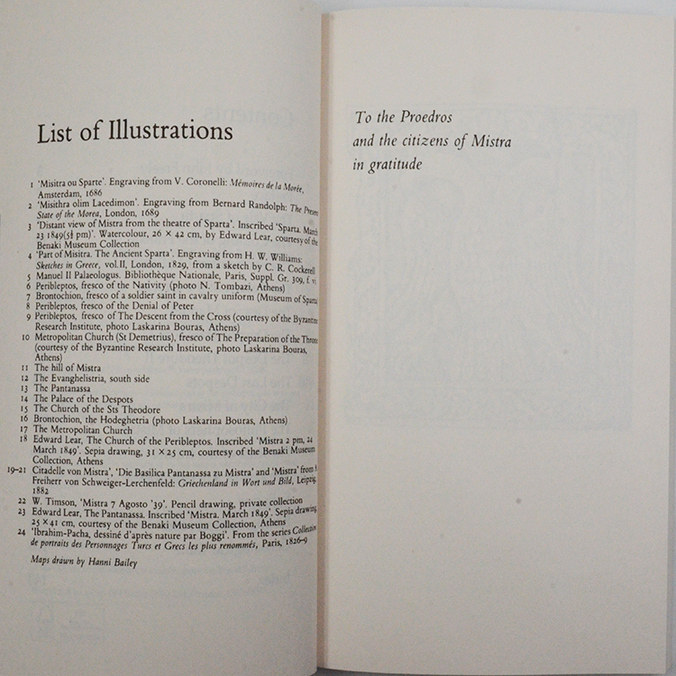 List of Illustrations
1 'Misitra ou Sparte'. Engraving from V. Coronelli: Mémoires de la Morée,
Amsterdam, 1686
2 'Misithra olim Lacedimon'. Engraving from Bernard Randolph: The Present
State of the Morea, London, 1689
3 'Distant view of Mistra from the theatre of Sparta'. Inscribed 'Sparta. March
23 1849(5½ pm)'. Watercolour, 26 × 42 cm, by Edward Lear, courtesy of the
Benaki Museum Collection
4 'Part of Misitra. The Ancient Sparta'. Engraving from H. W. Williams:
Sketches in Greece, vol.II, London, 1829, from a sketch by C. R. Cockerell
5 Manuel II Palaeologus. Bibliothèque Nationale, Paris, Suppl. Gr. 309, f.
6 Peribleptos, fresco of the Nativity (photo N. Tombazi, Athens)
7 Brontochion, fresco of a soldier saint in cavalry uniform (Museum of Sparta)
8 Peribleptos, fresco of the Denial of Peter
9 Peribleptos, fresco of The Descent from the Cross (courtesy of the Byzantine
Research Institute, photo Laskarina Bouras, Athens)
10 Metropolitan Church (St Demetrius), fresco of The Preparation of the Throne
(courtesy of the Byzantine Research Institute, photo Laskarina Bouras,
Athens)
11 The hill of Mistra
12 The Evanghelistria, south side
13 The Pantanassa
14 The Palace of the Despots
15 The Church of the Sts Theodore
16 Brontochion, the Hodeghetria (photo Laskarina Bouras, Athens)
17 The Metropolitan Church
18 Edward Lear, The Church of the Peribleptos. Inscribed 'Mistra 2 pm, 24
March 1849'. Sepia drawing, 31 × 25 cm, courtesy of the Benaki Museum
Collection, Athens
19–21 Citadelle von Mistra', 'Die Basilica Pantanassa zu Mistra' and 'Mistra' from
Freiherr von Schweiger-Lerchenfeld: Griechenland in Wort und Bild, Leipzig,
1882
22 W. Timson, 'Mistra 7 Agosto '39'. Pencil drawing, private collection
23 Edward Lear, The Pantanassa. Inscribed 'Mistra. March 1849'. Sepia drawing,
25 × 41 cm, courtesy of the Benaki Museum Collection, Athens
24 'Ibrahim-Pacha, dessiné d'après nature par Boggi'. From the series Collection
de portraits des Personnages Turcs et Grecs les plus renommés, Paris, 1826–9
Maps drawn by Hanni Bailey
To the Proedros
and the citizens of Mistra
in gratitude